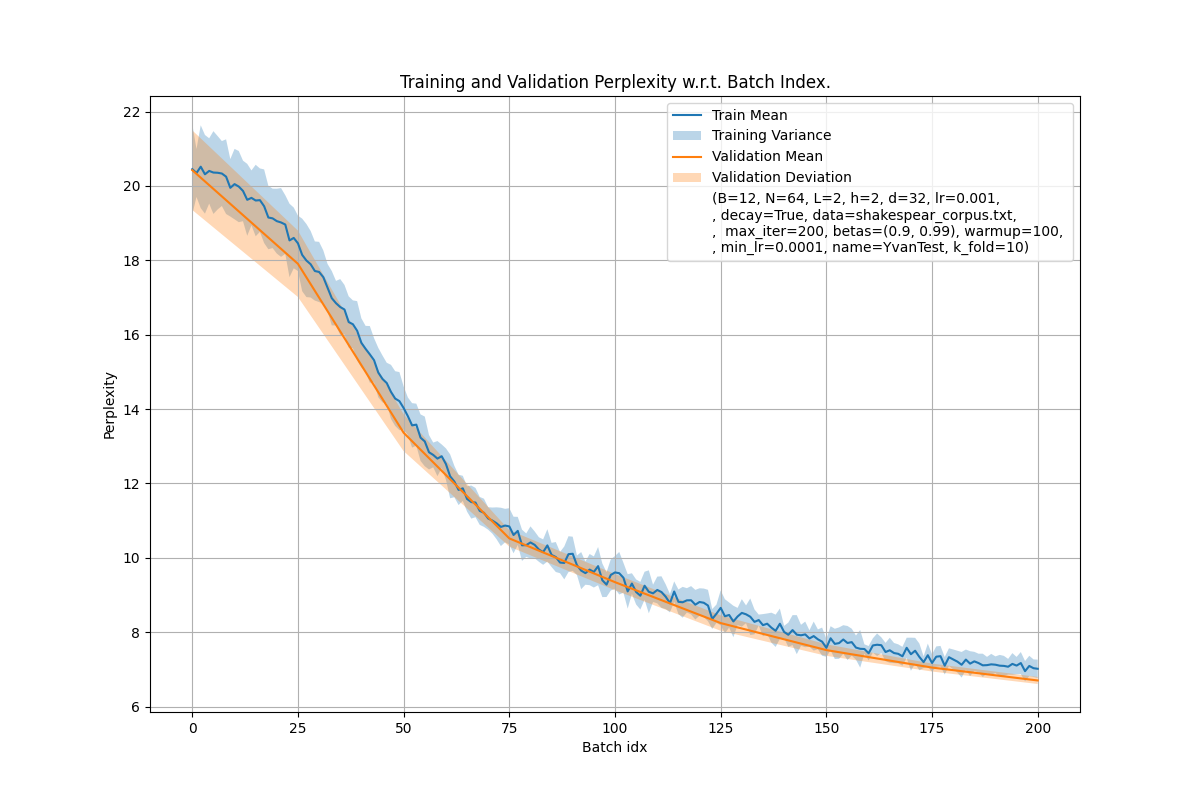 Training and Validation Perplexity w.r.t. Batch Index.
22
20
18
16
14
12
10
8
6
Perplexity
Train Mean
Training Variance
Validation Mean
Validation Deviation
(B=12, N=64, L=2, h=2, d=32, lr=0.001,
, decay=True, data=shakespear_corpus.txt,
,  max_iter=200, betas=(0.9, 0.99), warmup=100,
, min_lr=0.0001, name=YvanTest, k_fold=10)
0 25 50 75 100 125 150 175 200
Batch idx